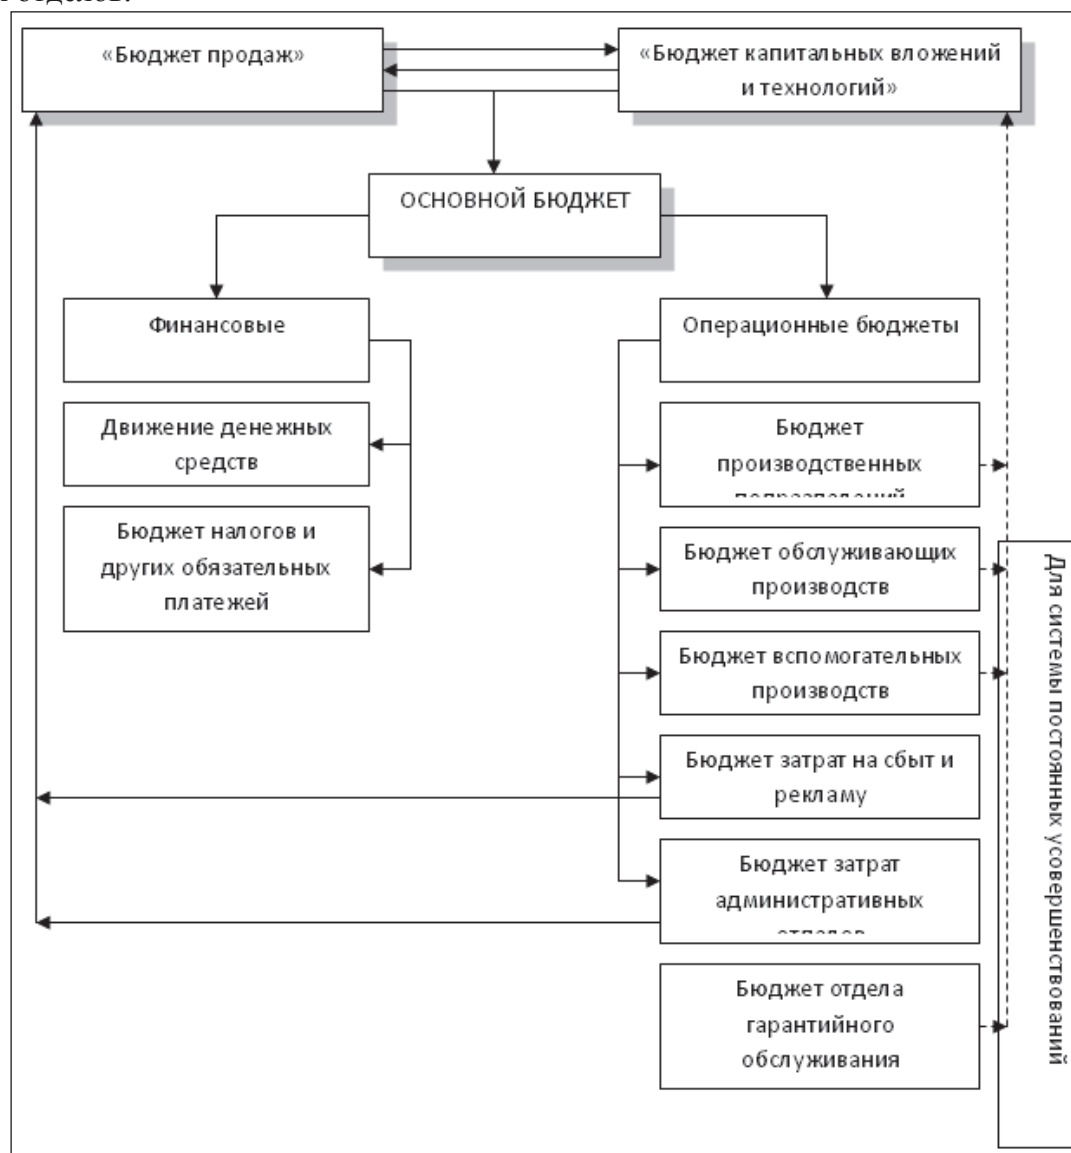 «Бюджет продаж»
«Бюджет капитальных вложений
и технологий»
ОСНОВНОЙ БЮДЖЕТ
Финансовые
Движение денежных
средств
Бюджет налогов и
других обязательных
платежей
Операционные бюджеты
Бюджет
производственных
Бюджет обслуживающих
производств
Бюджет вспомогательных
производств
Бюджет затрат на сбыт и
рекламу
Бюджет затрат
административных
Бюджет отдела
гарантийного
обслуживания
Для системы постоянных усовершенствований